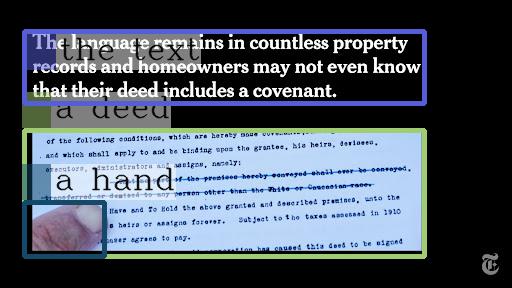 The language remains in countless property
the text
records and homeowners may not even know
that their deed includes a covenant.
a deed
of the following conditions, which are hereby made
and which shall apply to and be binding upon the grantee, his heirs, devisees,
executors, administrators and assigns, namely:
a hand
of the premises hereby conveyed shall ever be conveyed,
transferred or demised to any person other than the White or Caucasian race.
Have and To Hold the above granted and described premises, unto the
heirs or assigns forever. Subject to the taxes assessed in 1910
agrees to pay.
has caused this deed to be signed
T